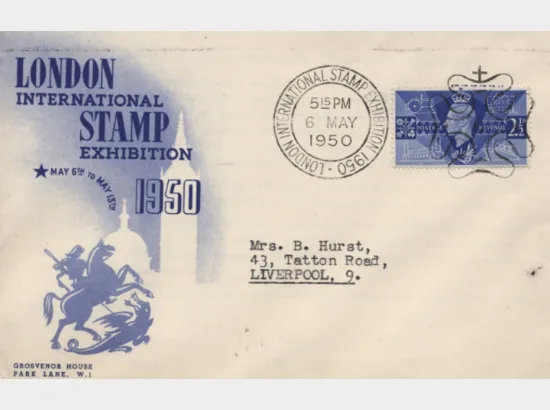 LONDON
INTERNATIONAL
STAMP
EXHIBITION
★ MAY 6TH TO MAY 13TH
1950
GROSVENOR HOUSE
PARK LANE, W.1
LONDON INTERNATIONAL STAMP EXHIBITION 1950 ·
5 15 PM
6 MAY
1950
POSTAGE
REVENUE
2½D
Mrs. B. Hurst,
43, Tatton Road,
LIVERPOOL, 9.